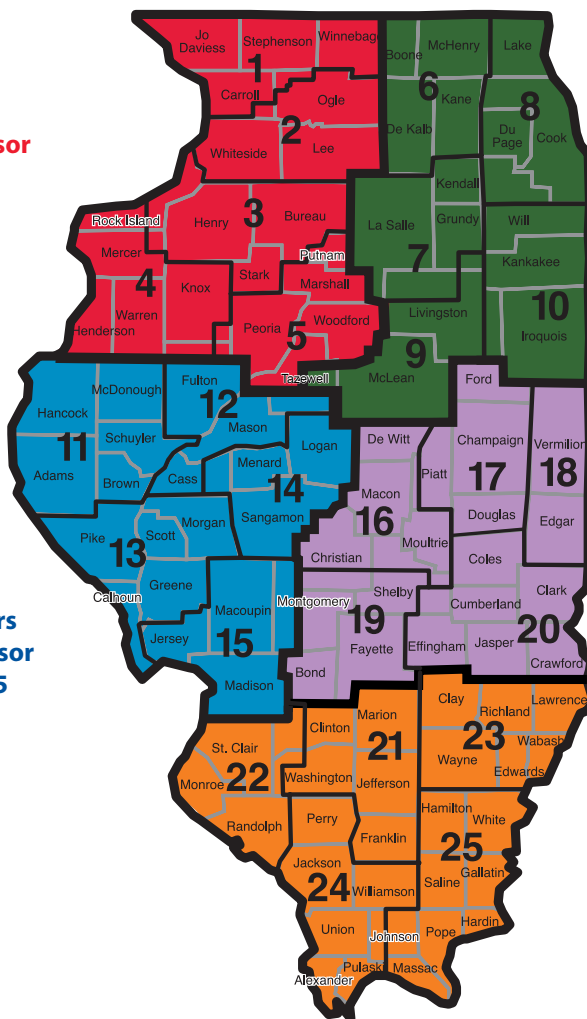 Jo
Daviess
Stephenson
Winnebago
Boone
McHenry
Lake
1
Carroll
Ogle
6
Kane
8
2
De Kalb
Du
Page
Cook
sor
Whiteside
Lee
Kendall
Rock Island
Henry
3
Bureau
La Salle
Grundy
Will
Mercer
Putnam
7
Kankakee
4
Knox
Stark
Marshall
Warren
Henderson
Peoria
5
Woodford
Livingston
10
Iroquois
9
Tazewell
McLean
McDonough
Fulton
12
Ford
Hancock
Mason
11
Schuyler
Logan
De Witt
Champaign
Vermilion
Adams
Brown
Cass
Menard
14
Piatt
17
18
Macon
16
Sangamon
Douglas
Edgar
Pike
13
Scott
Morgan
Christian
Moultrie
Coles
Calhoun
Greene
Montgomery
Shelby
Clark
Macoupin
19
Cumberland
rs
sor
5
Jersey
15
Fayette
Effingham
Jasper
20
Bond
Crawford
Madison
Clay
Richland
Lawrence
Marion
Clinton
21
23
Wabash
St. Clair
22
Washington
Jefferson
Wayne
Edwards
Monroe
Randolph
Perry
Hamilton
White
Franklin
25
Jackson
24
Williamson
Saline
Gallatin
Union
Johnson
Pope
Hardin
Alexander
Pulaski
Massac